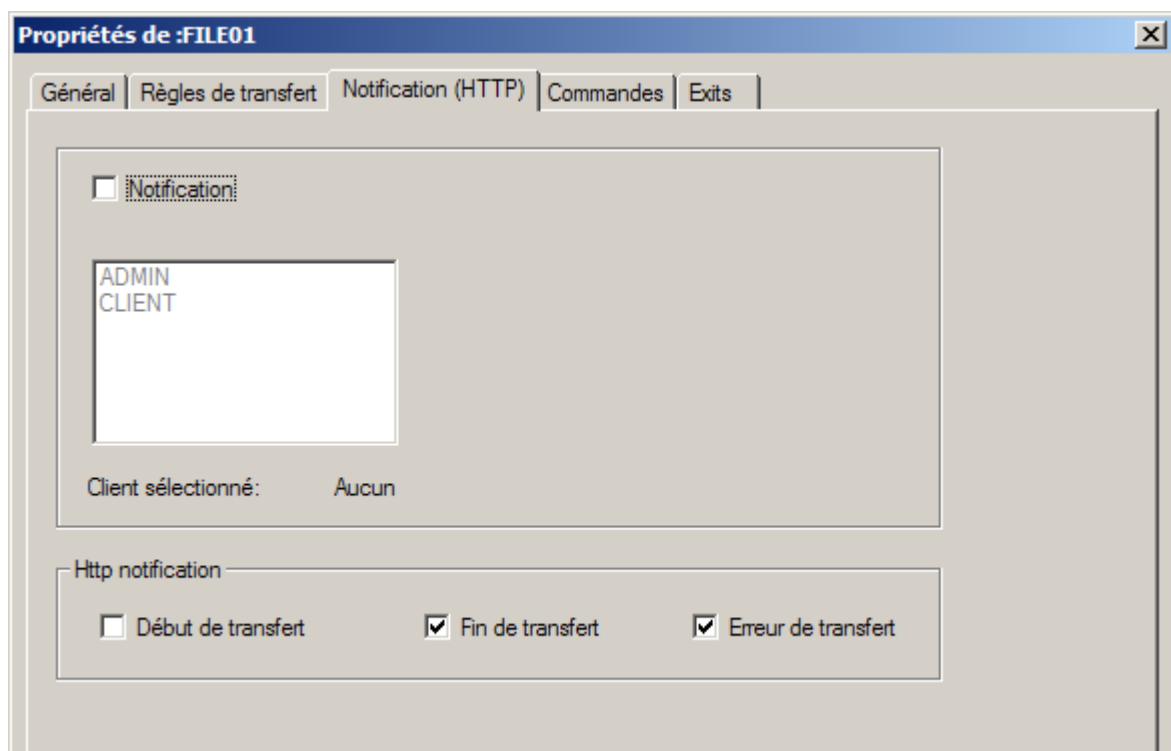 Propriétés de :FILE01
Général Règles de transfert Notification (HTTP) Commandes Exits
Notification
ADMIN
CLIENT
Client sélectionné: Aucun
Http notification
Début de transfert Fin de transfert Erreur de transfert